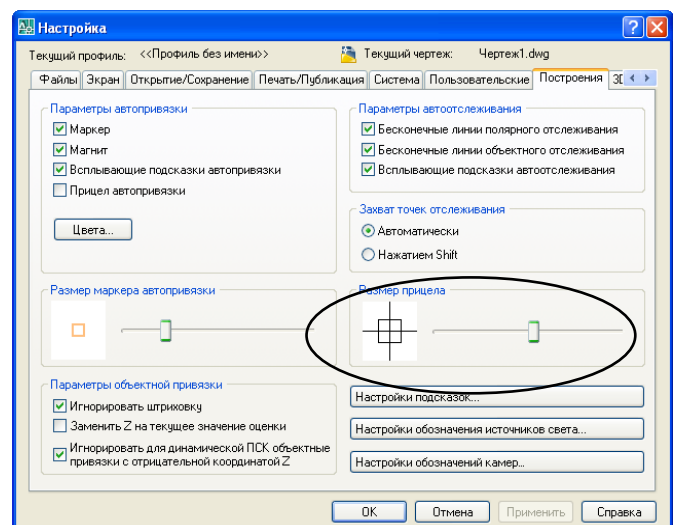 Настройка
Текущий профиль: <<Профиль без имени>> Текущий чертеж: Чертеж1.dwg
Файлы Экран Открытие/Сохранение Печать/Публикация Система Пользовательские Построения
Параметры автопривязки
Маркер
Магнит
Всплывающие подсказки автопривязки
Прицел автопривязки
Цвета...
Параметры автоотслеживания
Бесконечные линии полярного отслеживания
Бесконечные линии объектного отслеживания
Всплывающие подсказки автоотслеживания
Захват точек отслеживания
Автоматически
Нажатием Shift
Размер маркера автопривязки
Размер прицела
Параметры объектной привязки
Игнорировать штриховку
Заменить Z на текущее значение оценки
Игнорировать для динамической ПСК объектные
привязки с отрицательной координатой Z
Настройки подсказок...
Настройки обозначения источников света...
Настройки обозначений камер...
OK Отмена Применить Справка